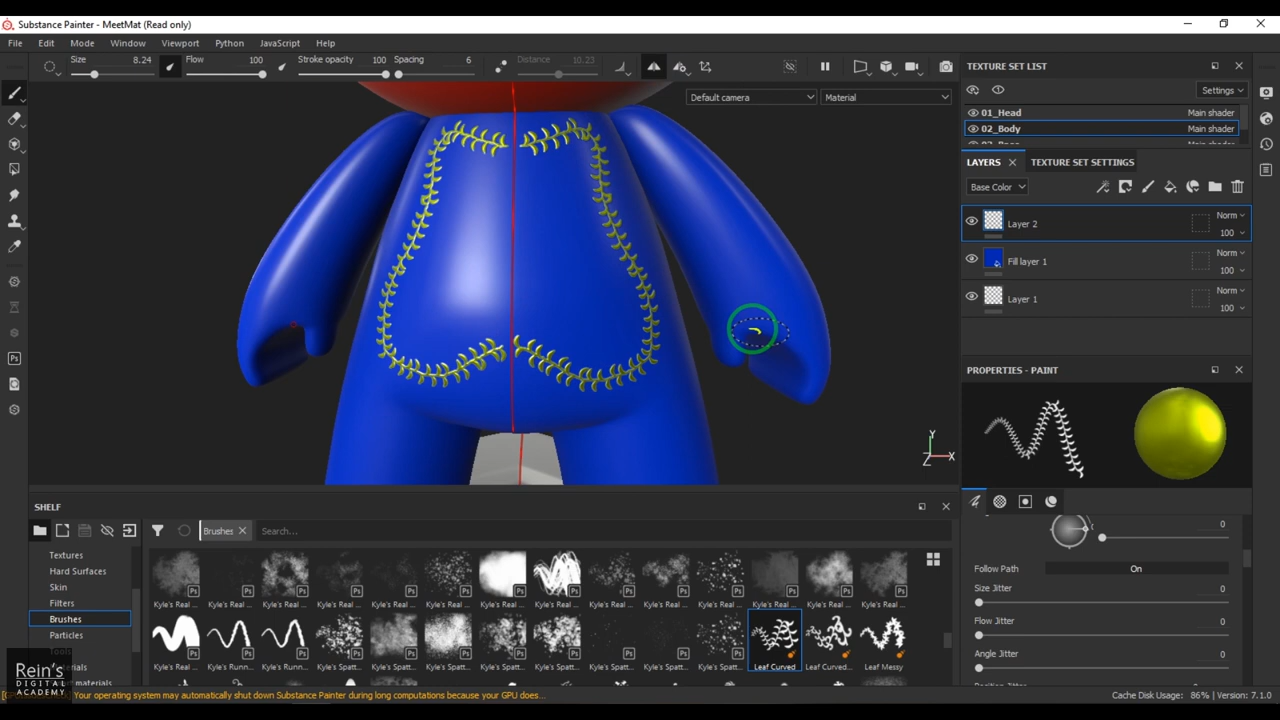 Substance Painter - MeetMat (Read only)
File Edit Mode Window Viewport Python JavaScript Help
Size 8.24 Flow 100 Stroke opacity 100 Spacing 6 Distance 10.23
Default camera Material
TEXTURE SET LIST
Settings
01_Head Main shader
02_Body Main shader
LAYERS TEXTURE SET SETTINGS
Base Color
Layer 2 Norm 100
Fill layer 1 Norm 100
Layer 1 Norm 100
Y
X
Z
PROPERTIES - PAINT
0
Follow Path On
Size Jitter 0
Flow Jitter 0
Angle Jitter 0
SHELF
Brushes Search...
Textures
Hard Surfaces
Skin
Filters
Brushes
Particles
Kyle's Real ... Kyle's Real ... Kyle's Real ... Kyle's Real ... Kyle's Real ... Kyle's Real ... Kyle's Real ... Kyle's Real ... Kyle's Real ... Kyle's Real ... Kyle's Real ... Kyle's Real ... Kyle's Real ... Kyle's Real ...
Kyle's Real ... Kyle's Runn... Kyle's Runn... Kyle's Spatt... Kyle's Spatt... Kyle's Spatt... Kyle's Spatt... Kyle's Spatt... Kyle's Spatt... Kyle's Spatt... Kyle's Spatt... Leaf Curved Leaf Curved... Leaf Messy
Ps
Rein's
DIGITAL
ACADEMY
Your operating system may automatically shut down Substance Painter during long computations because your GPU does...
Cache Disk Usage: 86% | Version: 7.1.0